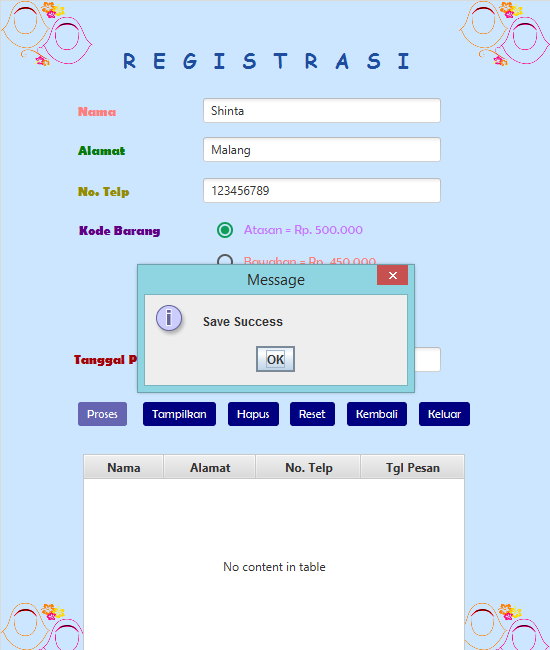 R E G I S T R A S I
Nama Shinta
Alamat Malang
No. Telp 123456789
Kode Barang Atasan = Rp. 500.000
Bawahan = Rp. 450.000
Message
Save Success
OK
Tanggal P
Proses Tampilkan Hapus Reset Kembali Keluar
Nama Alamat No. Telp Tgl Pesan
No content in table